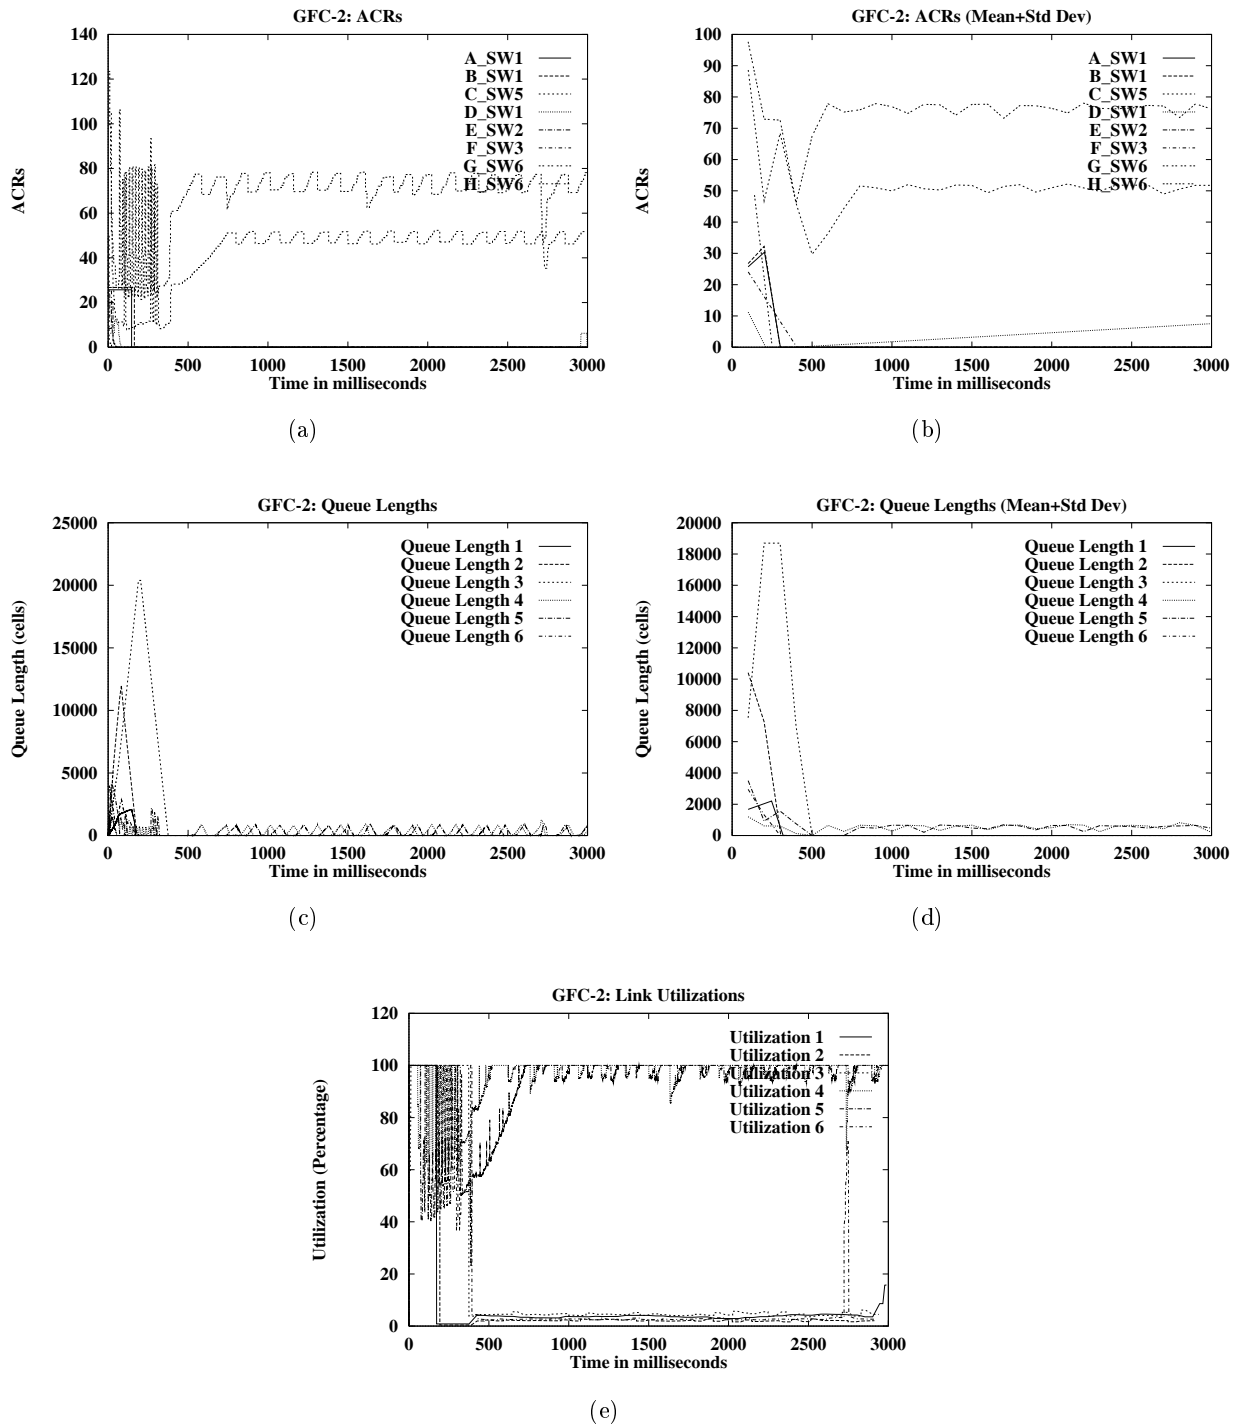 GFC-2: ACRs
140
120
100
80
60
40
20
0
ACRs
A_SW1
B_SW1
C_SW5
D_SW1
E_SW2
F_SW3
G_SW6
H_SW6
0 500 1000 1500 2000 2500 3000
Time in milliseconds
(a)
GFC-2: ACRs (Mean+Std Dev)
100
90
80
70
60
50
40
30
20
10
0
ACRs
A_SW1
B_SW1
C_SW5
D_SW1
E_SW2
F_SW3
G_SW6
H_SW6
0 500 1000 1500 2000 2500 3000
Time in milliseconds
(b)
GFC-2: Queue Lengths
25000
20000
15000
10000
5000
0
Queue Length (cells)
Queue Length 1
Queue Length 2
Queue Length 3
Queue Length 4
Queue Length 5
Queue Length 6
0 500 1000 1500 2000 2500 3000
Time in milliseconds
(c)
GFC-2: Queue Lengths (Mean+Std Dev)
20000
18000
16000
14000
12000
10000
8000
6000
4000
2000
0
Queue Length (cells)
Queue Length 1
Queue Length 2
Queue Length 3
Queue Length 4
Queue Length 5
Queue Length 6
0 500 1000 1500 2000 2500 3000
Time in milliseconds
(d)
GFC-2: Link Utilizations
120
100
80
60
40
20
0
Utilization (Percentage)
Utilization 1
Utilization 2
Utilization 3
Utilization 4
Utilization 5
Utilization 6
0 500 1000 1500 2000 2500 3000
Time in milliseconds
(e)